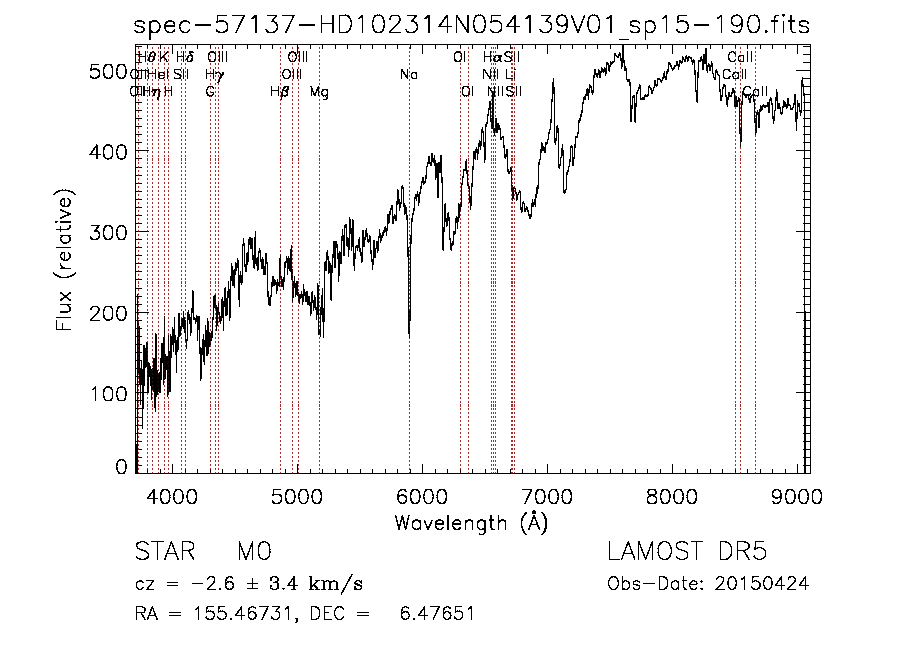 spec-57137-HD102314N054139V01_sp15-190.fits
Hθ K Hδ OIII OIII OI Hα SII CaII
OII HeI SII Hγ OIII Na NII Li CaII
OII Hη H G Hβ Mg OI NII SII CaII
500
400
300
200
100
0
Flux (relative)
4000 5000 6000 7000 8000 9000
Wavelength (Å)
STAR M0 LAMOST DR5
cz = −2.6 ± 3.4 km/s Obs-Date: 20150424
RA = 155.46731, DEC = 6.47651